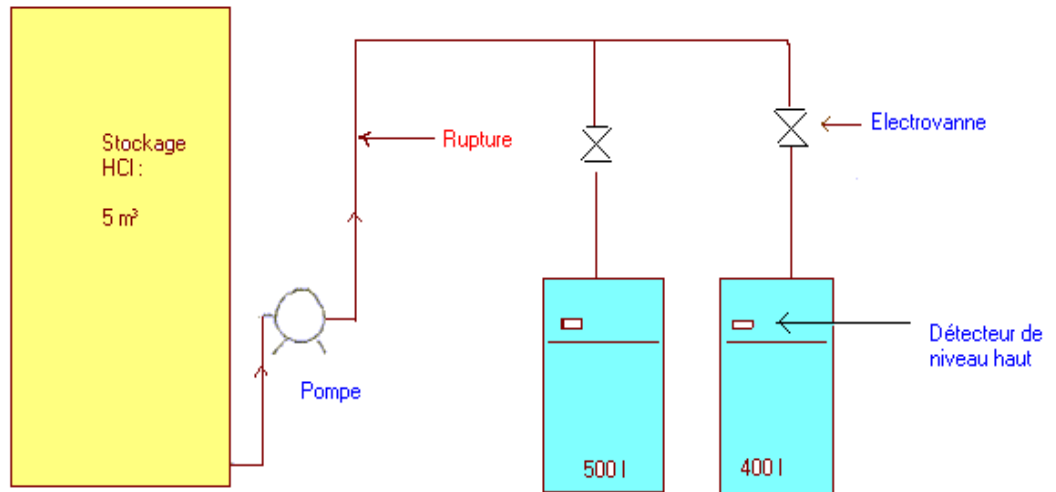 Stockage
HCl :
5 m³
Rupture
Electrovanne
Pompe
Détecteur de
niveau haut
500 l
400 l